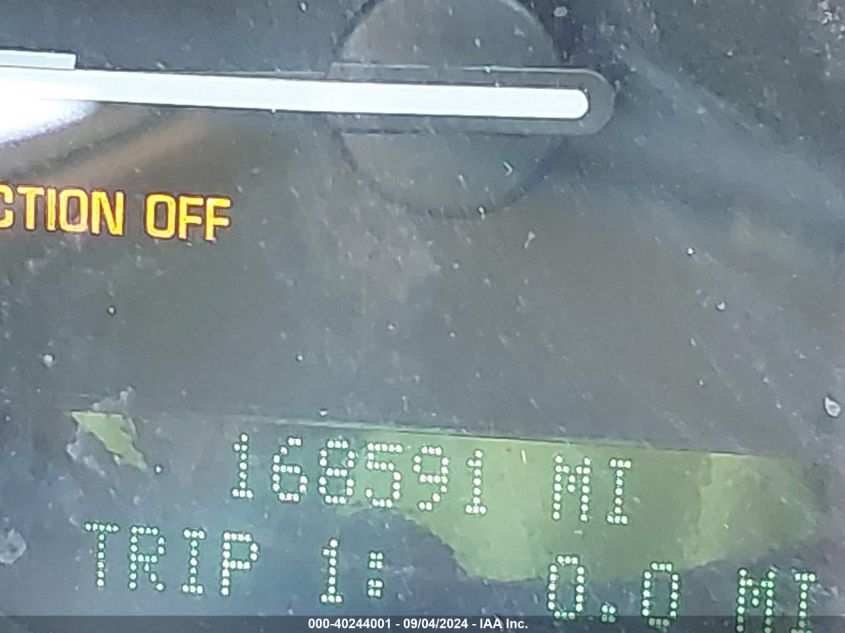 CTION OFF
168591 MI
TRIP 1: 0.0 MI
000-40244001 - 09/04/2024 - IAA Inc.